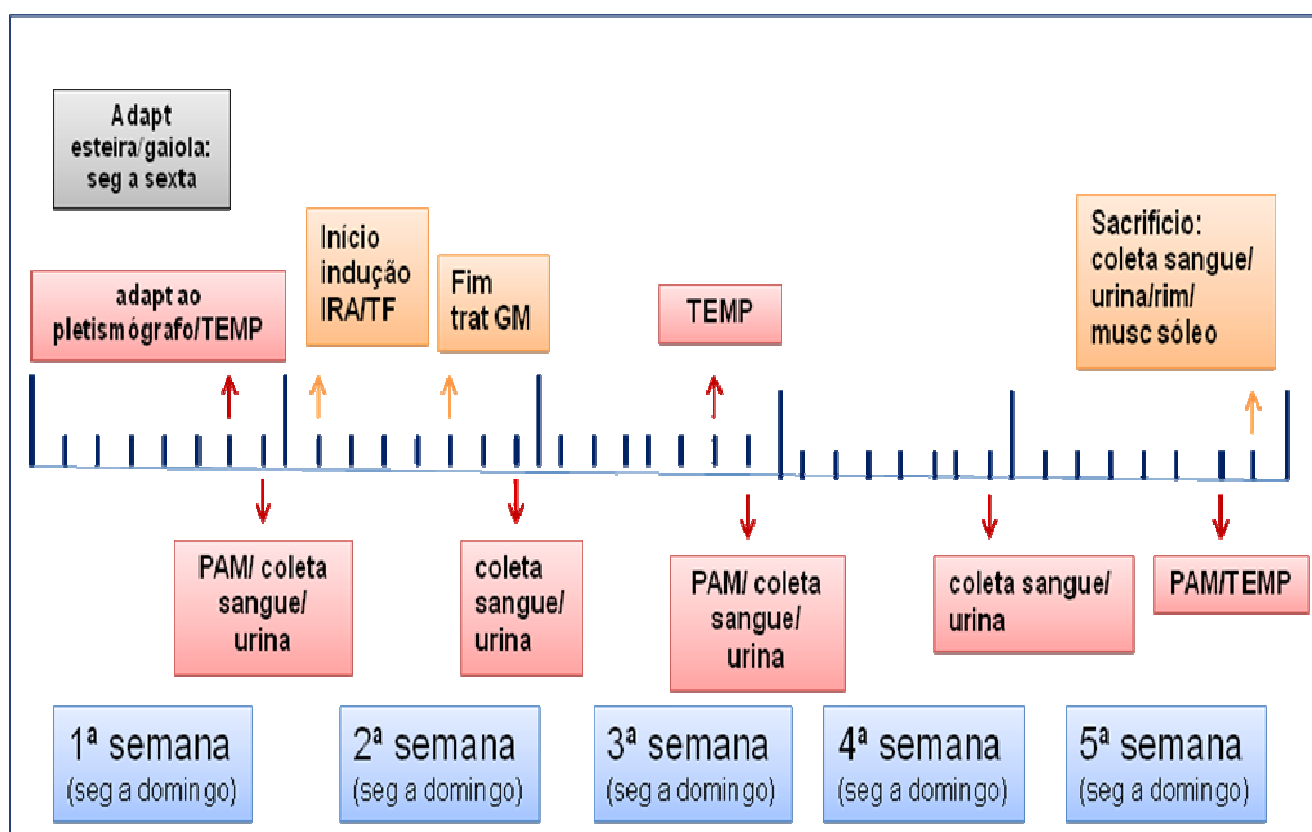 Adapt
esteira/gaiola:
seg a sexta
adapt ao
pletismógrafo/TEMP
Início
indução
IRA/TF
Fim
trat GM
TEMP
Sacrifício:
coleta sangue/
urina/rim/
musc sóleo
PAM/ coleta
sangue/
urina
coleta
sangue/
urina
PAM/ coleta
sangue/
urina
coleta sangue/
urina
PAM/TEMP
1ª semana
(seg a domingo)
2ª semana
(seg a domingo)
3ª semana
(seg a domingo)
4ª semana
(seg a domingo)
5ª semana
(seg a domingo)